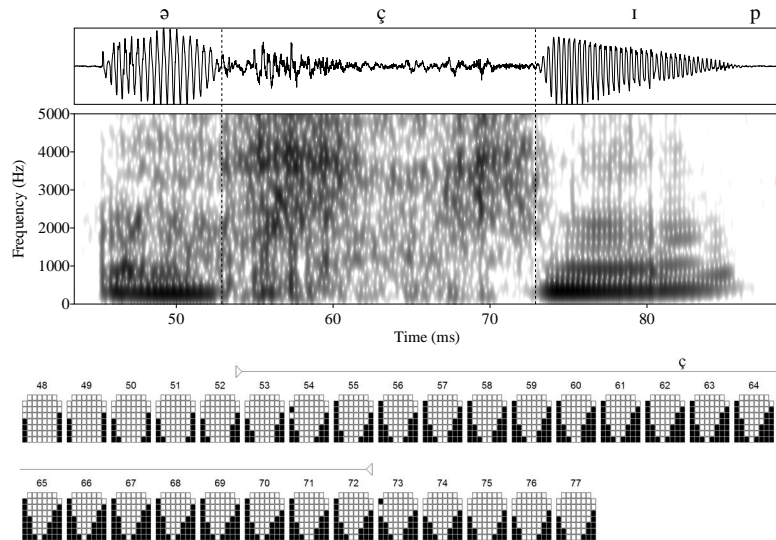 ə ç ɪ p
5000
4000
3000
2000
1000
0
Frequency (Hz)
50 60 70 80
Time (ms)
ç
48 49 50 51 52 53 54 55 56 57 58 59 60 61 62 63 64
65 66 67 68 69 70 71 72 73 74 75 76 77